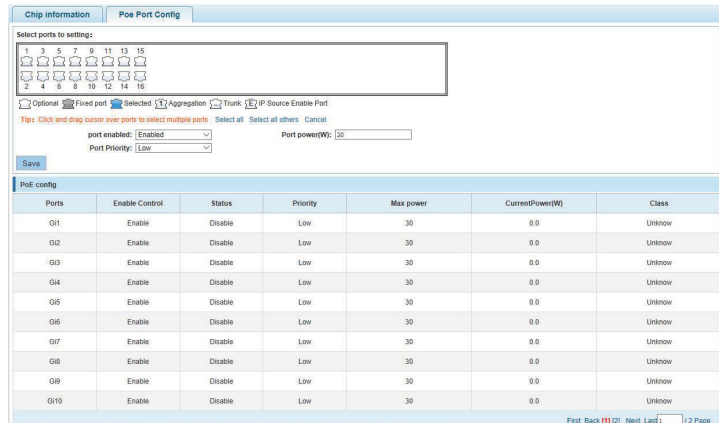 Chip information Poe Port Config
Select ports to setting:
1 3 5 7 9 11 13 15
2 4 6 8 10 12 14 16
Optional Fixed port Selected 1 Aggregation Trunk E IP Source Enable Port
Tip: Click and drag cursor over ports to select multiple ports Select all Select all others Cancel
port enabled: Enabled Port power(W): 30
Port Priority: Low
Save
PoE config
Ports Enable Control Status Priority Max power CurrentPower(W) Class
Gi1 Enable Disable Low 30 0.0 Unknow
Gi2 Enable Disable Low 30 0.0 Unknow
Gi3 Enable Disable Low 30 0.0 Unknow
Gi4 Enable Disable Low 30 0.0 Unknow
Gi5 Enable Disable Low 30 0.0 Unknow
Gi6 Enable Disable Low 30 0.0 Unknow
Gi7 Enable Disable Low 30 0.0 Unknow
Gi8 Enable Disable Low 30 0.0 Unknow
Gi9 Enable Disable Low 30 0.0 Unknow
Gi10 Enable Disable Low 30 0.0 Unknow
First Back [1] [2] Next Last 1 / 2 Page